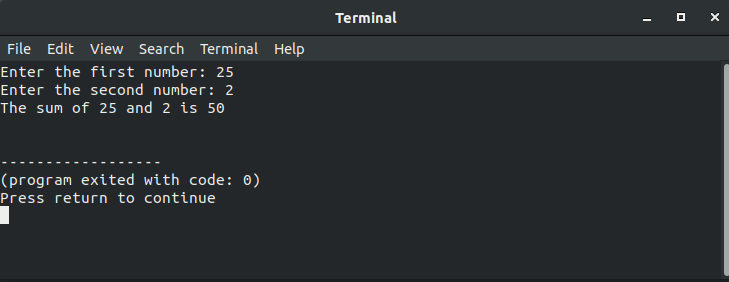 Terminal
File Edit View Search Terminal Help
Enter the first number: 25
Enter the second number: 2
The sum of 25 and 2 is 50
------------------
(program exited with code: 0)
Press return to continue